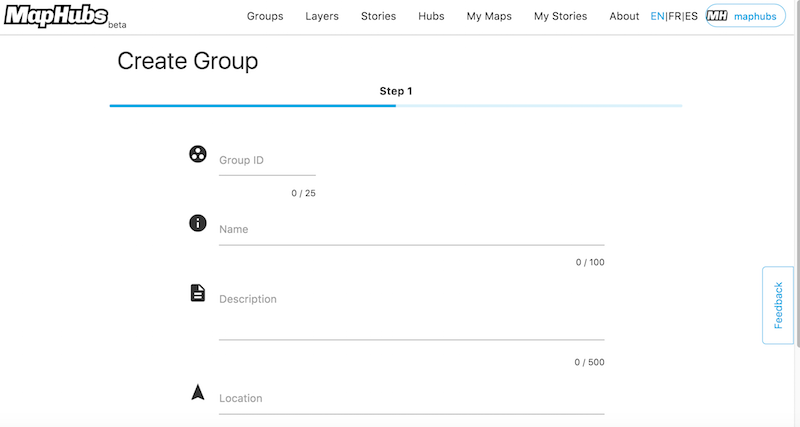 MapHubs beta Groups Layers Stories Hubs My Maps My Stories About EN|FR|ES MH maphubs
Create Group
Step 1
Group ID
0 / 25
Name
0 / 100
Feedback
Description
0 / 500
Location